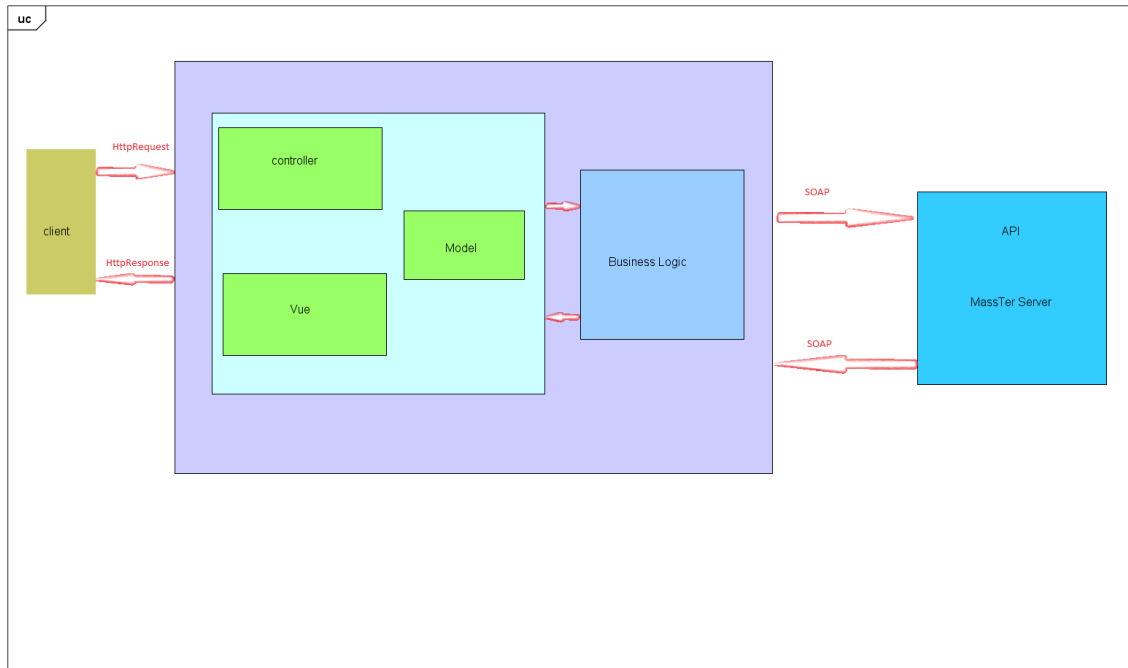 uc
HttpRequest
controller
SOAP
client
Model
API
Business Logic
HttpResponse
MassTer Server
Vue
SOAP